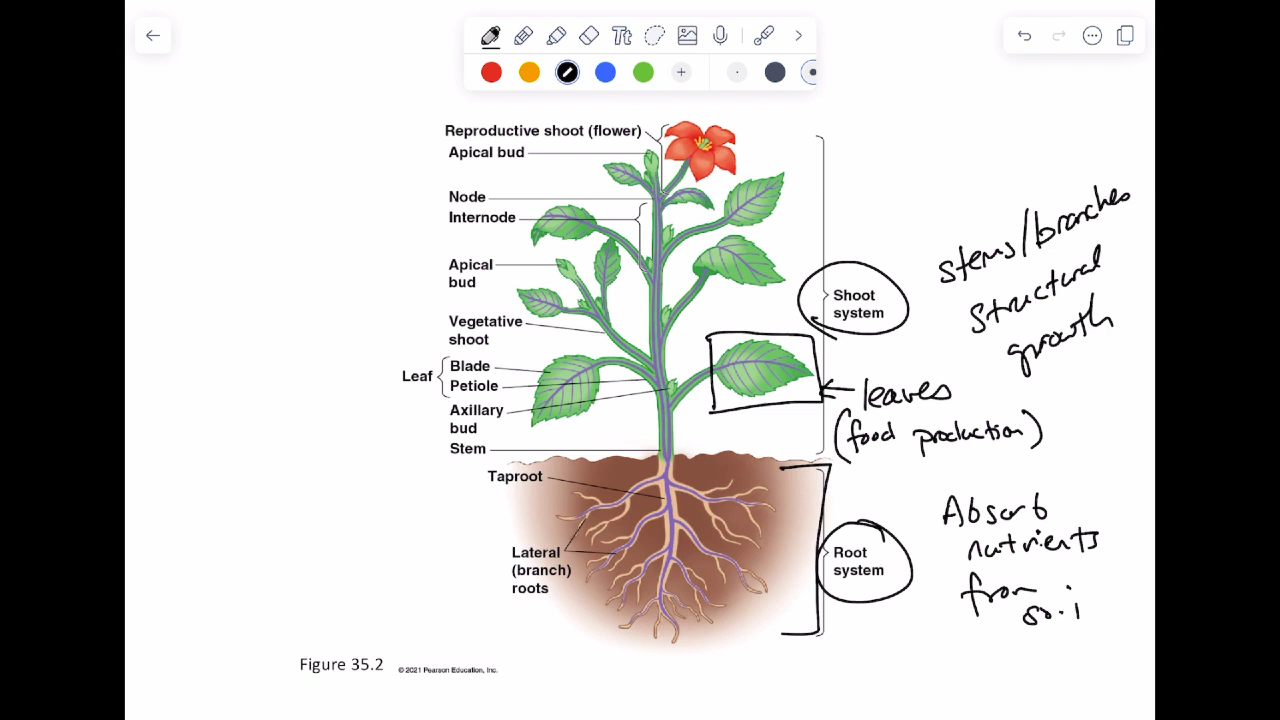 Tt
Reproductive shoot (flower)
Apical bud
Node
Internode
Apical
bud
Vegetative
shoot
Leaf
Blade
Petiole
Axillary
bud
Stem
Taproot
Lateral
(branch)
roots
Shoot
system
Root
system
stems/branches
structural
growth
leaves
(food production)
Absorb
nutrients
from
soi
Figure 35.2
© 2021 Pearson Education, Inc.